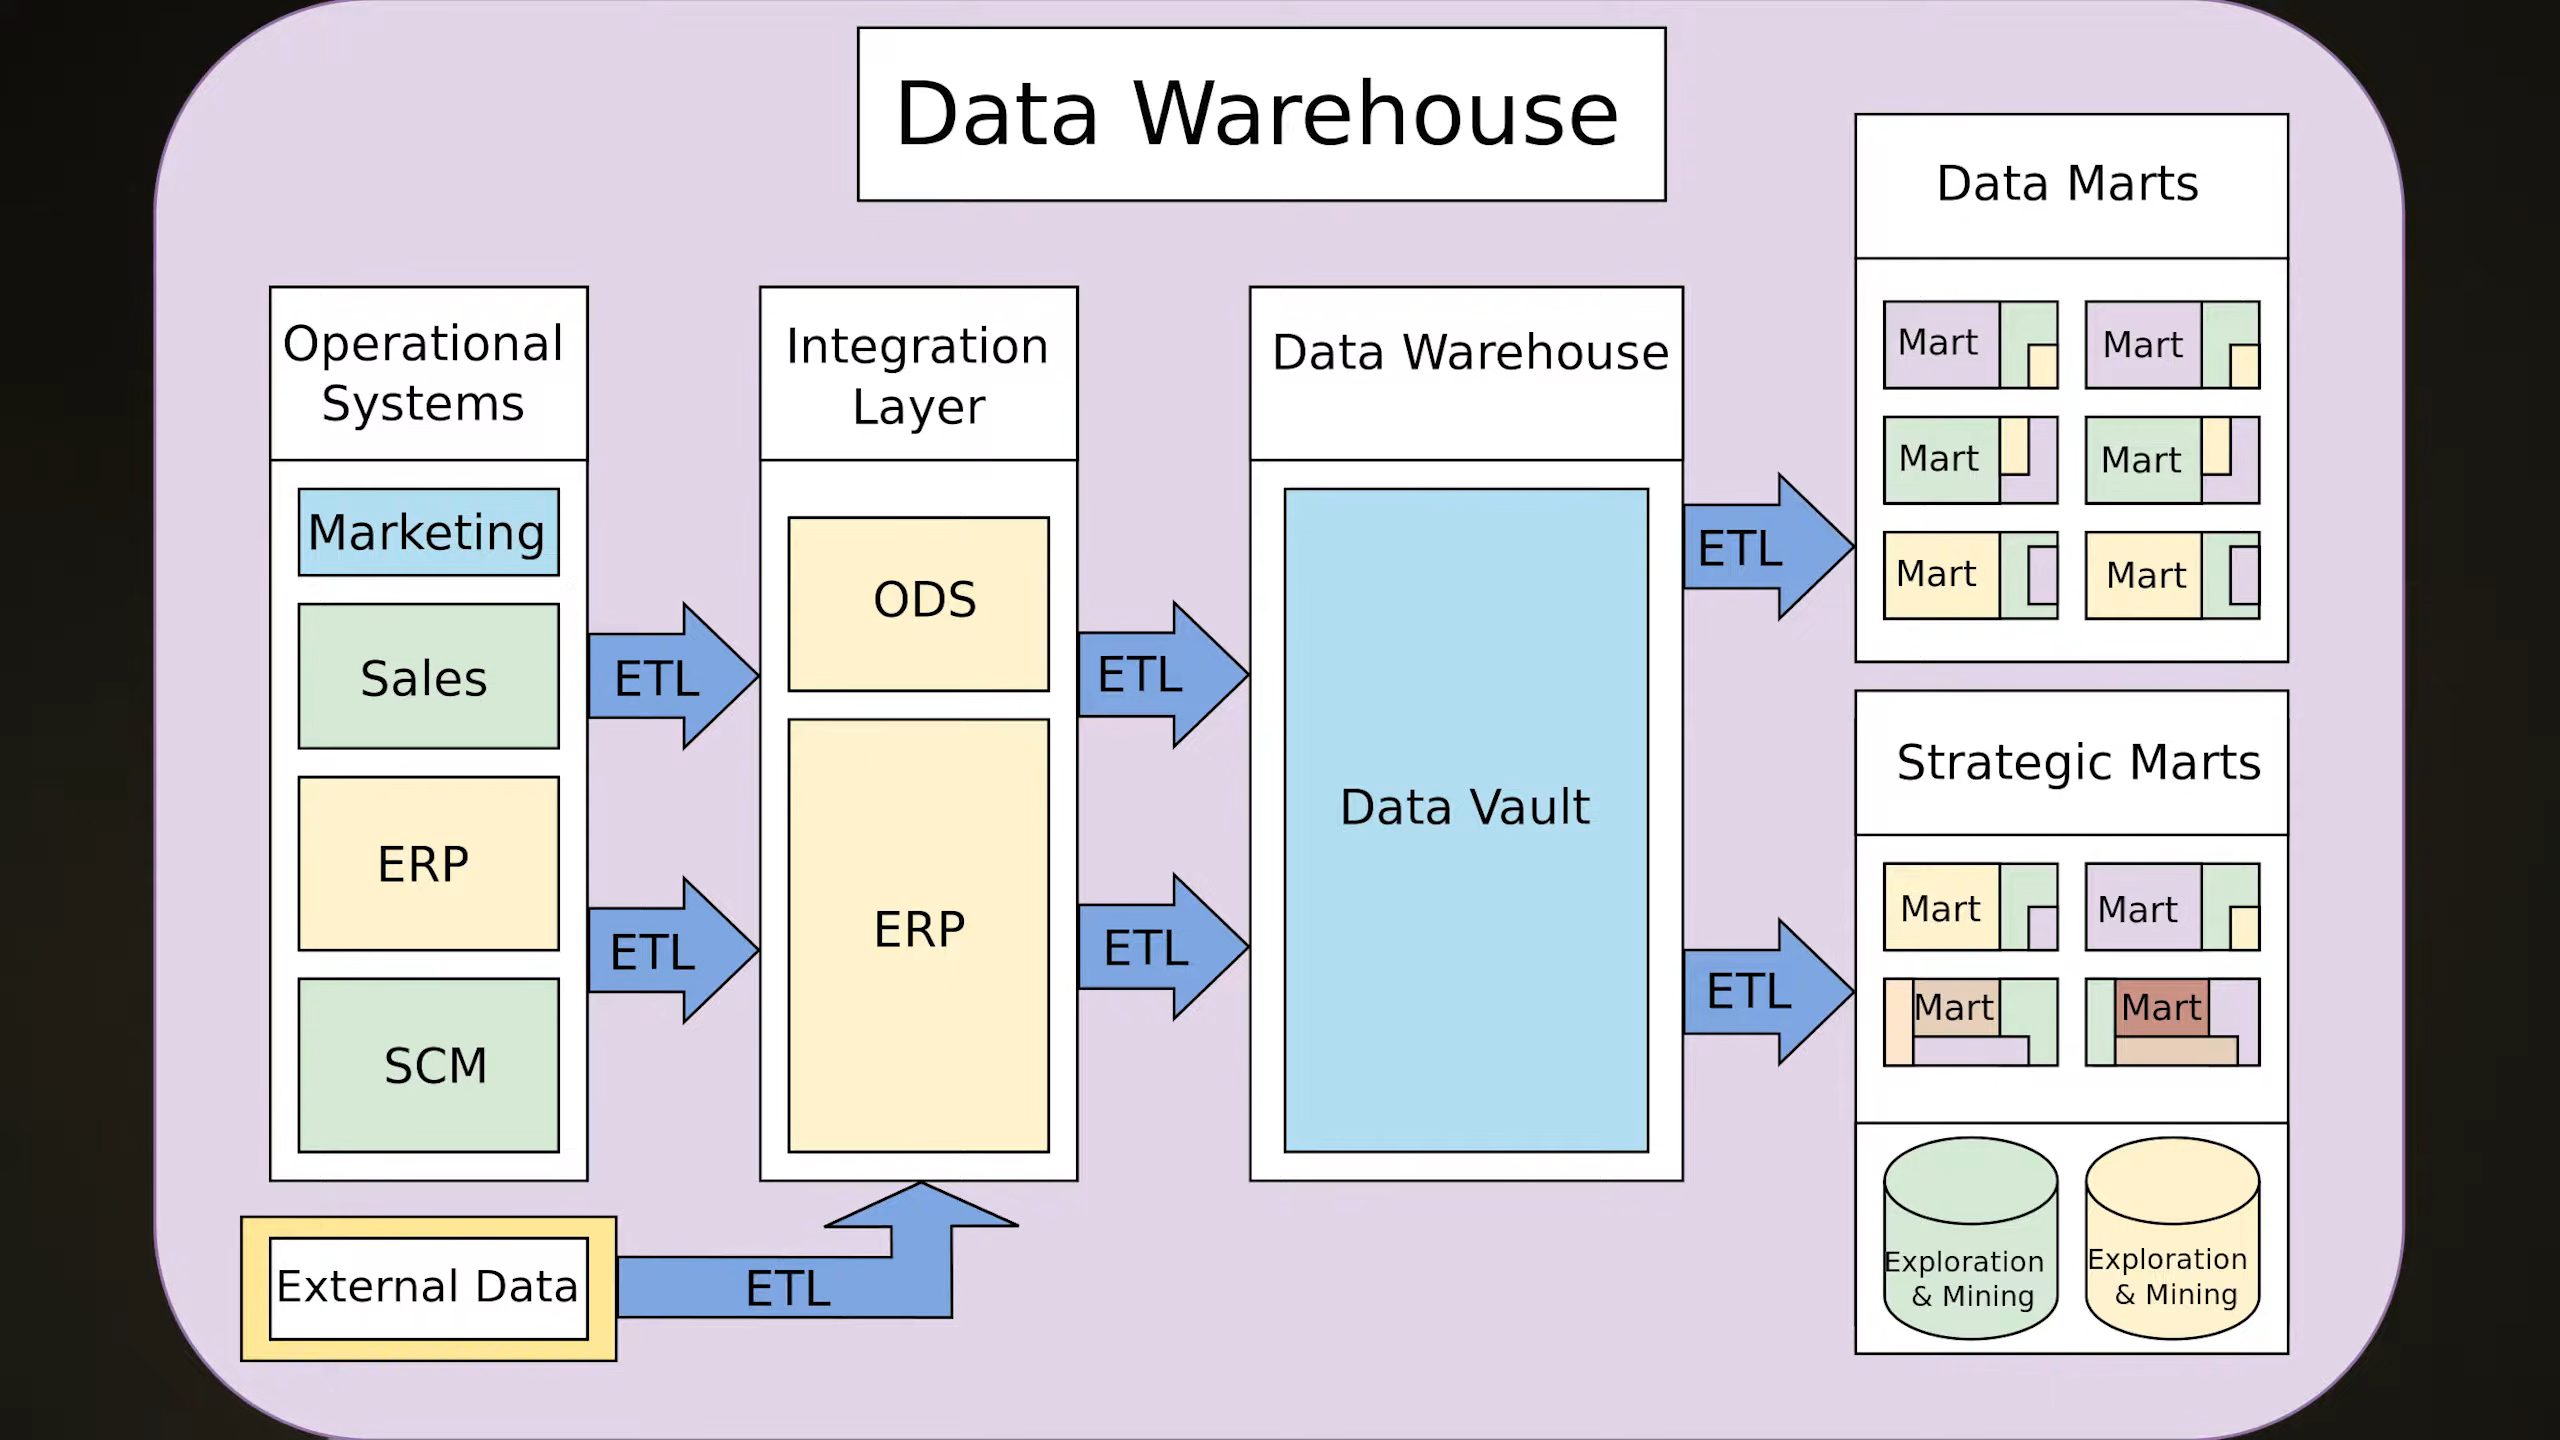 Data Warehouse
Operational
Systems
Marketing
Sales
ERP
SCM
External Data
ETL
ETL
ETL
Integration
Layer
ODS
ERP
ETL
ETL
Data Warehouse
Data Vault
ETL
ETL
Data Marts
Mart
Mart
Mart
Mart
Mart
Mart
Strategic Marts
Mart
Mart
Mart
Mart
Exploration
& Mining
Exploration
& Mining